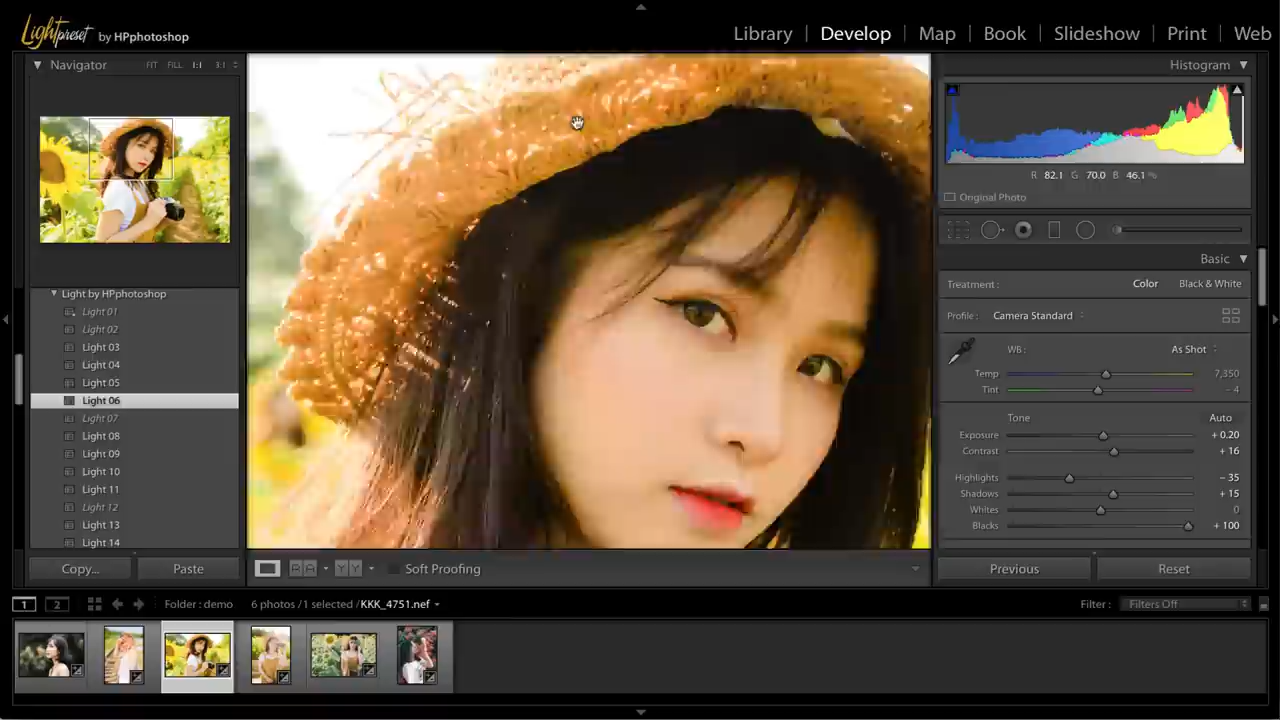 Lightpreset by HPphotoshop
Library Develop Map Book Slideshow Print Web
Navigator FIT FILL 1:1 3:1
Histogram
R 82.1 G 70.0 B 46.1 %
Original Photo
Light by HPphotoshop
Light 01
Light 02
Light 03
Light 04
Light 05
Light 06
Light 07
Light 08
Light 09
Light 10
Light 11
Light 12
Light 13
Light 14
Basic
Treatment : Color Black & White
Profile : Camera Standard
WB : As Shot
Temp 7,350
Tint – 4
Tone Auto
Exposure + 0.20
Contrast + 16
Highlights – 35
Shadows + 15
Whites 0
Blacks + 100
Copy... Paste
R A Y Y Soft Proofing
Previous Reset
1 2 Folder : demo 6 photos / 1 selected / KKK_4751.nef
Filter : Filters Off